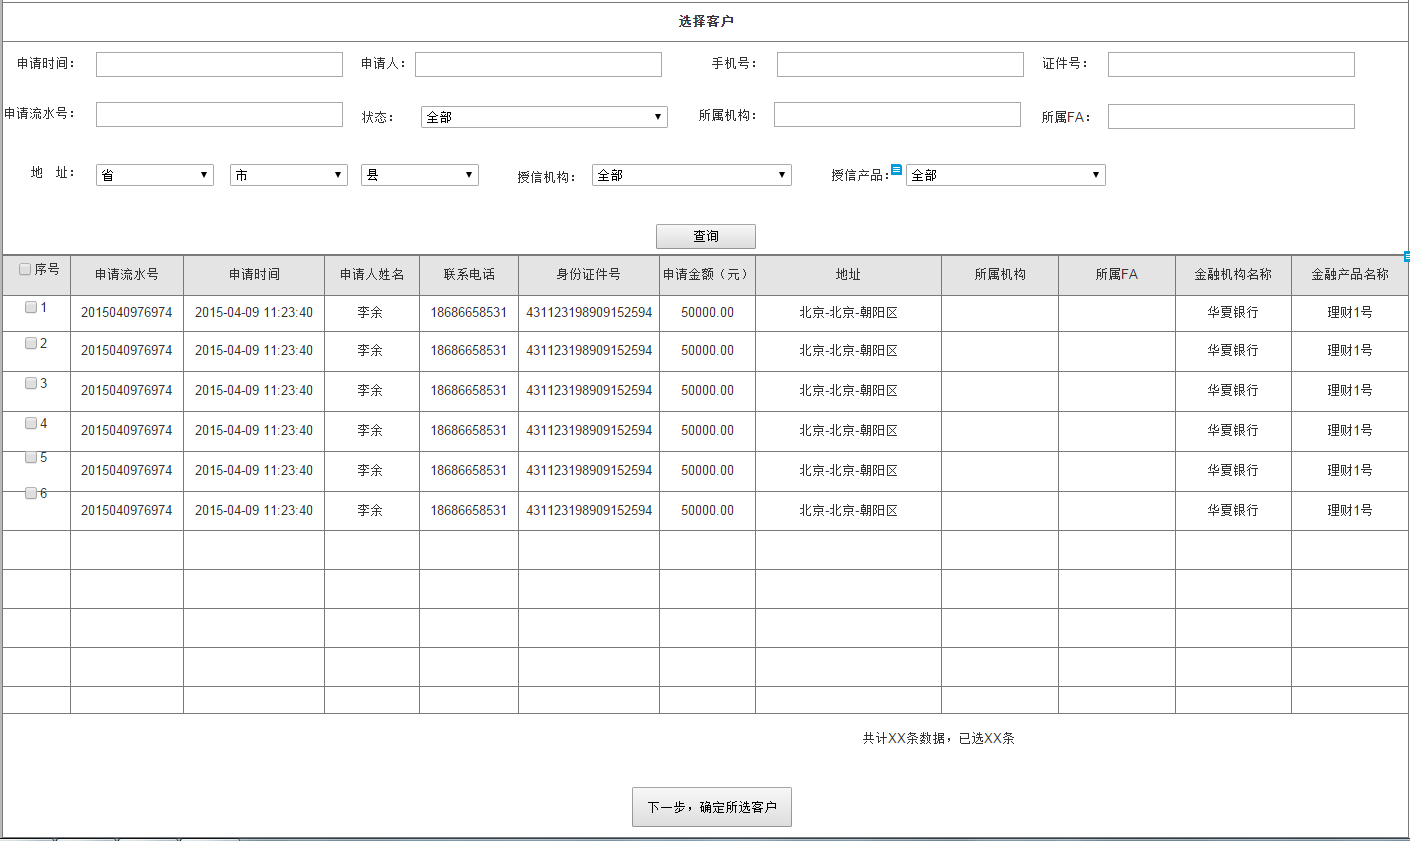 选择客户
申请时间： 申请人： 手机号： 证件号：
申请流水号： 状态： 全部 所属机构： 所属FA：
地 址： 省 市 县 授信机构： 全部 授信产品： 全部
查询
序号 申请流水号 申请时间 申请人姓名 联系电话 身份证件号 申请金额（元） 地址 所属机构 所属FA 金融机构名称 金融产品名称
1 2015040976974 2015-04-09 11:23:40 李余 18686658531 431123198909152594 50000.00 北京-北京-朝阳区 华夏银行 理财1号
2 2015040976974 2015-04-09 11:23:40 李余 18686658531 431123198909152594 50000.00 北京-北京-朝阳区 华夏银行 理财1号
3 2015040976974 2015-04-09 11:23:40 李余 18686658531 431123198909152594 50000.00 北京-北京-朝阳区 华夏银行 理财1号
4 2015040976974 2015-04-09 11:23:40 李余 18686658531 431123198909152594 50000.00 北京-北京-朝阳区 华夏银行 理财1号
5 2015040976974 2015-04-09 11:23:40 李余 18686658531 431123198909152594 50000.00 北京-北京-朝阳区 华夏银行 理财1号
6 2015040976974 2015-04-09 11:23:40 李余 18686658531 431123198909152594 50000.00 北京-北京-朝阳区 华夏银行 理财1号
共计XX条数据，已选XX条
下一步，确定所选客户